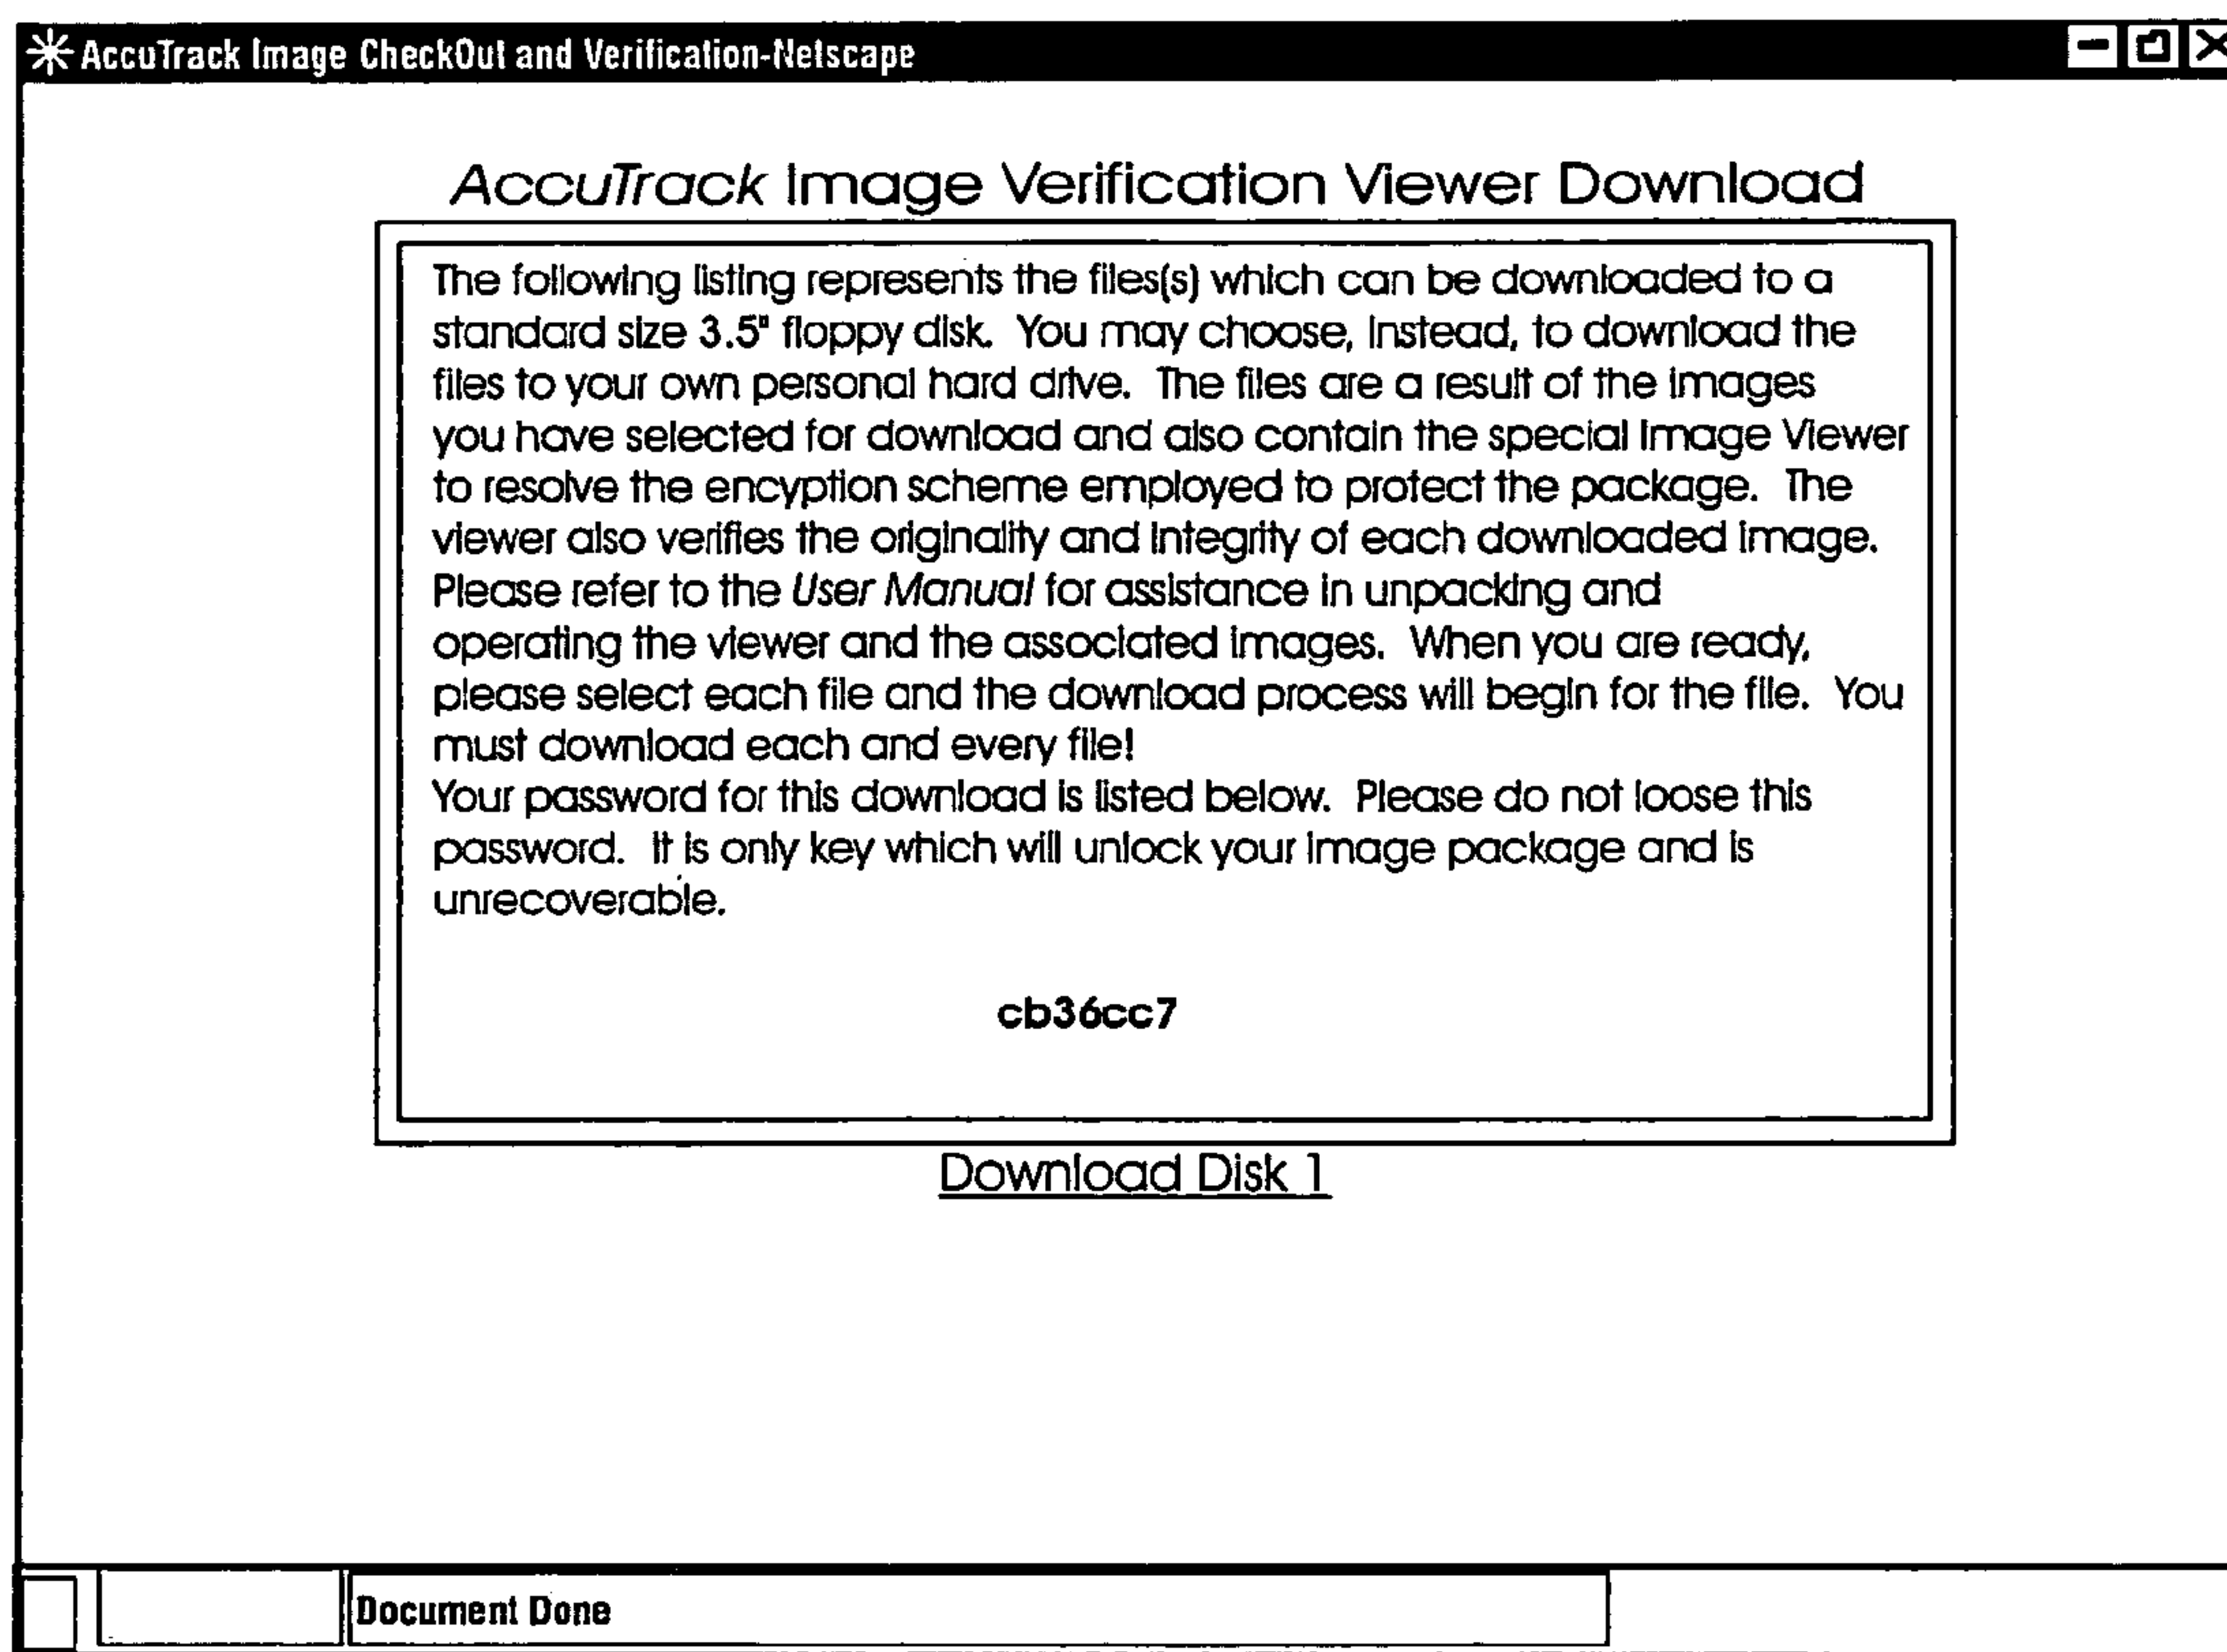 AccuTrack Image CheckOut and Verification-Netscape
AccuTrack Image Verification Viewer Download
The following listing represents the files(s) which can be downloaded to a
standard size 3.5" floppy disk. You may choose, instead, to download the
files to your own personal hard drive. The files are a result of the images
you have selected for download and also contain the special Image Viewer
to resolve the encyption scheme employed to protect the package. The
viewer also verifies the originality and integrity of each downloaded image.
Please refer to the User Manual for assistance in unpacking and
operating the viewer and the associated images. When you are ready,
please select each file and the download process will begin for the file. You
must download each and every file!
Your password for this download is listed below. Please do not loose this
password. It is only key which will unlock your image package and is
unrecoverable.
cb36cc7
Download Disk 1
Document Done